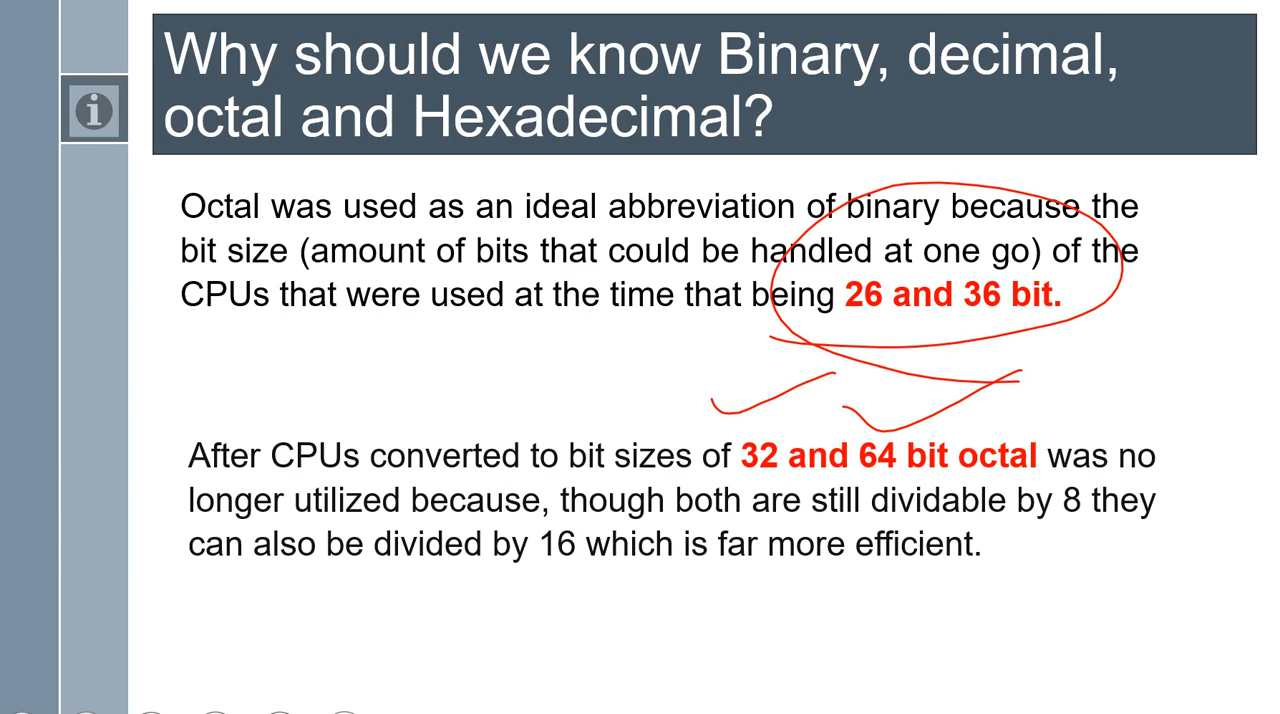 Why should we know Binary, decimal,
octal and Hexadecimal?
i
Octal was used as an ideal abbreviation of binary because the
bit size (amount of bits that could be handled at one go) of the
CPUs that were used at the time that being 26 and 36 bit.
After CPUs converted to bit sizes of 32 and 64 bit octal was no
longer utilized because, though both are still dividable by 8 they
can also be divided by 16 which is far more efficient.